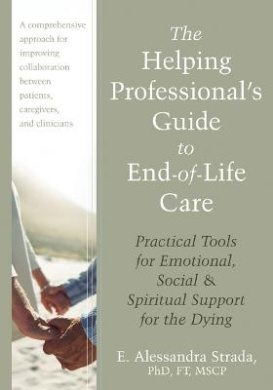 A comprehensive
approach for
improving
collaboration
between
patients,
caregivers,
and clinicians
The
Helping
Professional's
Guide
to
End-of-Life
Care
Practical Tools
for Emotional,
Social &
Spiritual Support
for the Dying
E. Alessandra Strada,
PhD, FT, MSCP